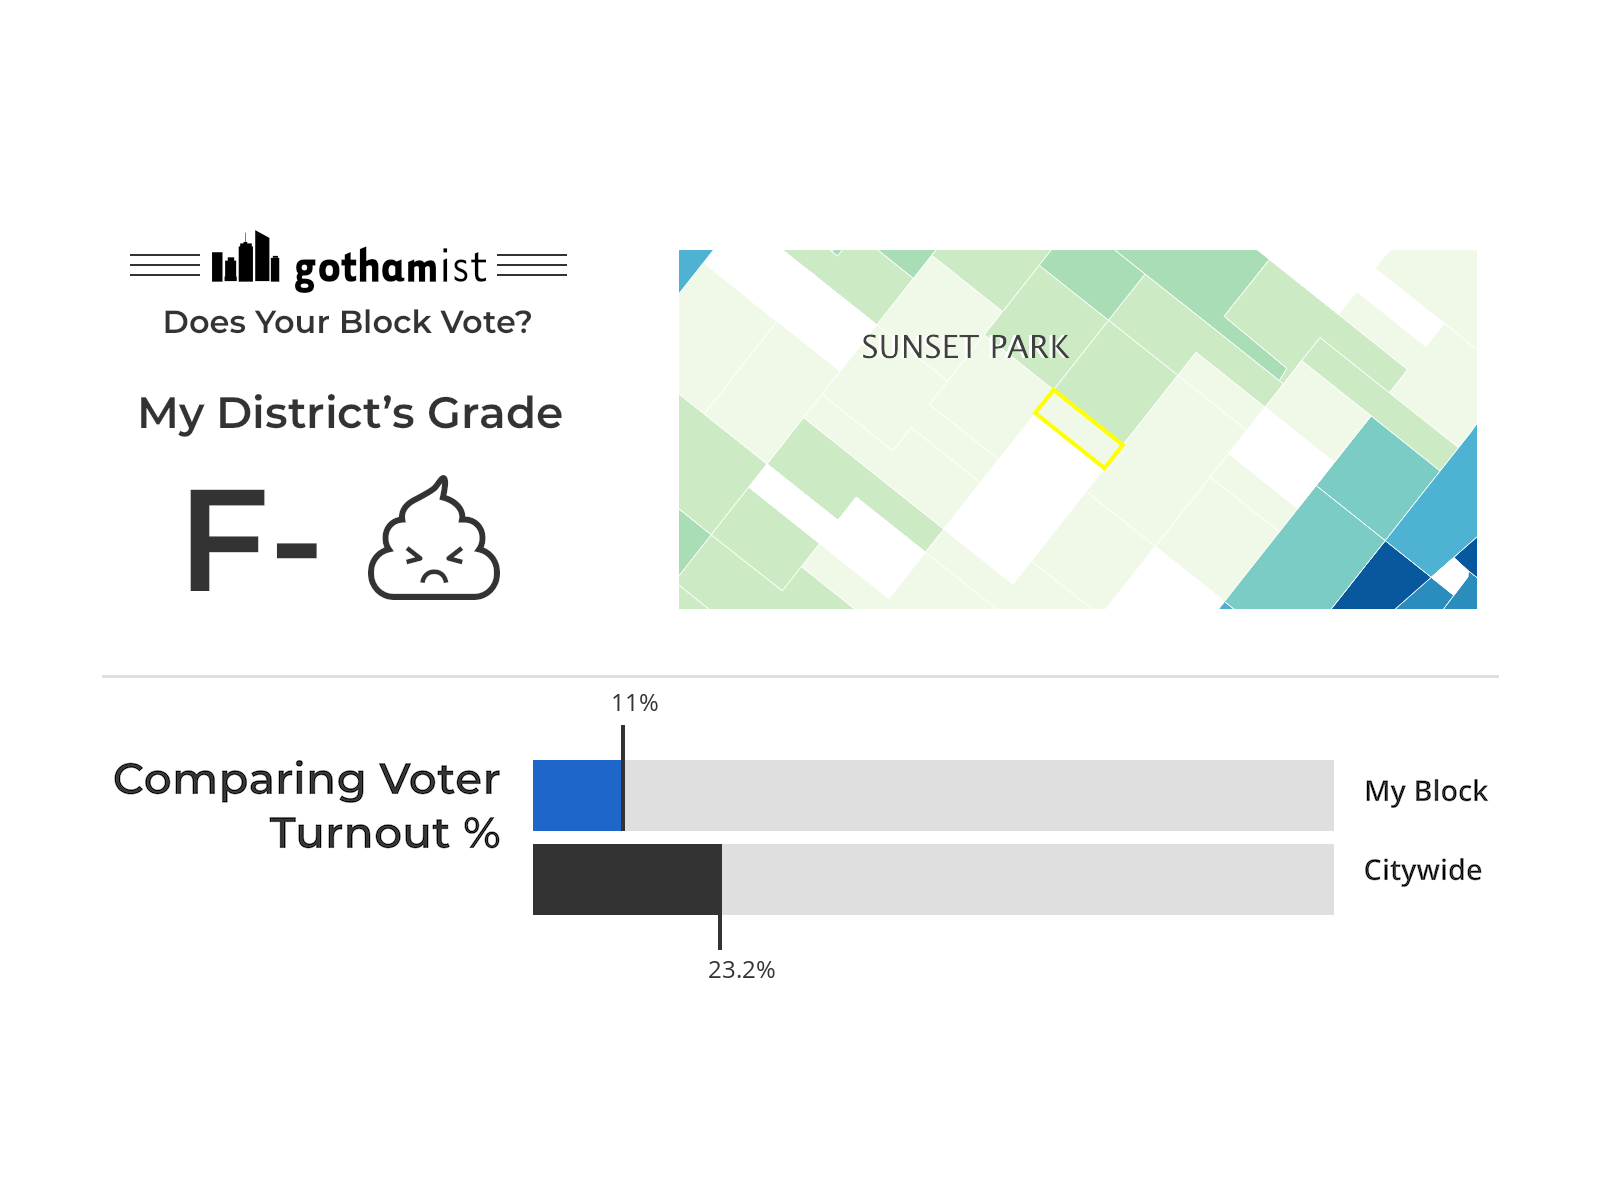 gothamist
Does Your Block Vote?
My District’s Grade
F-
SUNSET PARK
11%
Comparing Voter
Turnout %
My Block
Citywide
23.2%